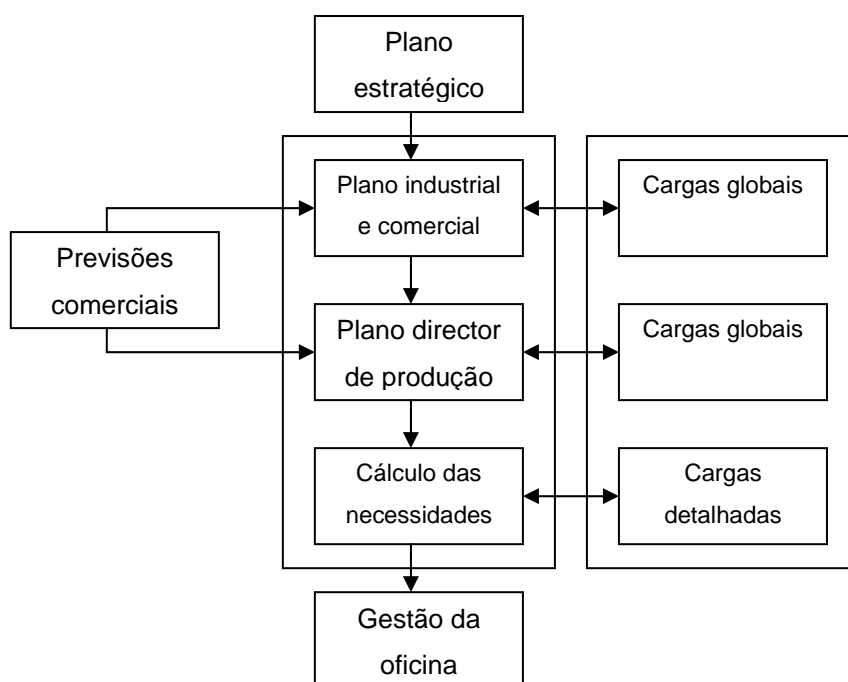 Plano
estratégico
Plano industrial
e comercial
Cargas globais
Previsões
comerciais
Plano director
de produção
Cargas globais
Cálculo das
necessidades
Cargas
detalhadas
Gestão da
oficina